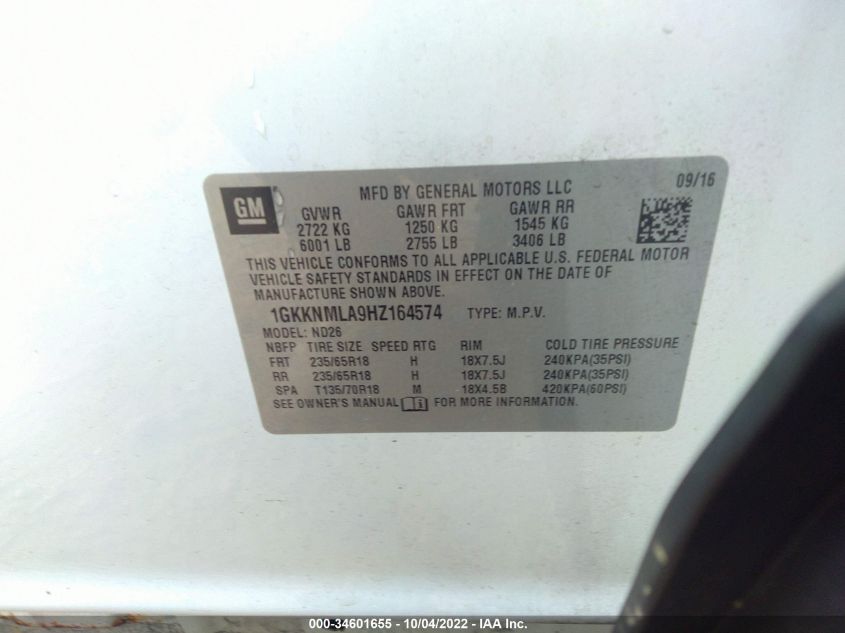 GM
MFD BY GENERAL MOTORS LLC
09/16
GVWR GAWR FRT GAWR RR
2722 KG 1250 KG 1545 KG
6001 LB 2755 LB 3406 LB
THIS VEHICLE CONFORMS TO ALL APPLICABLE U.S. FEDERAL MOTOR
VEHICLE SAFETY STANDARDS IN EFFECT ON THE DATE OF
MANUFACTURE SHOWN ABOVE.
1GKKNMLA9HZ164574 TYPE: M.P.V.
MODEL: ND26
NBFP TIRE SIZE SPEED RTG RIM COLD TIRE PRESSURE
FRT 235/65R18 H 18X7.5J 240KPA(35PSI)
RR 235/65R18 H 18X7.5J 240KPA(35PSI)
SPA T135/70R18 M 18X4.5B 420KPA(60PSI)
SEE OWNER'S MANUAL i FOR MORE INFORMATION.
000-34601655 - 10/04/2022 - IAA Inc.